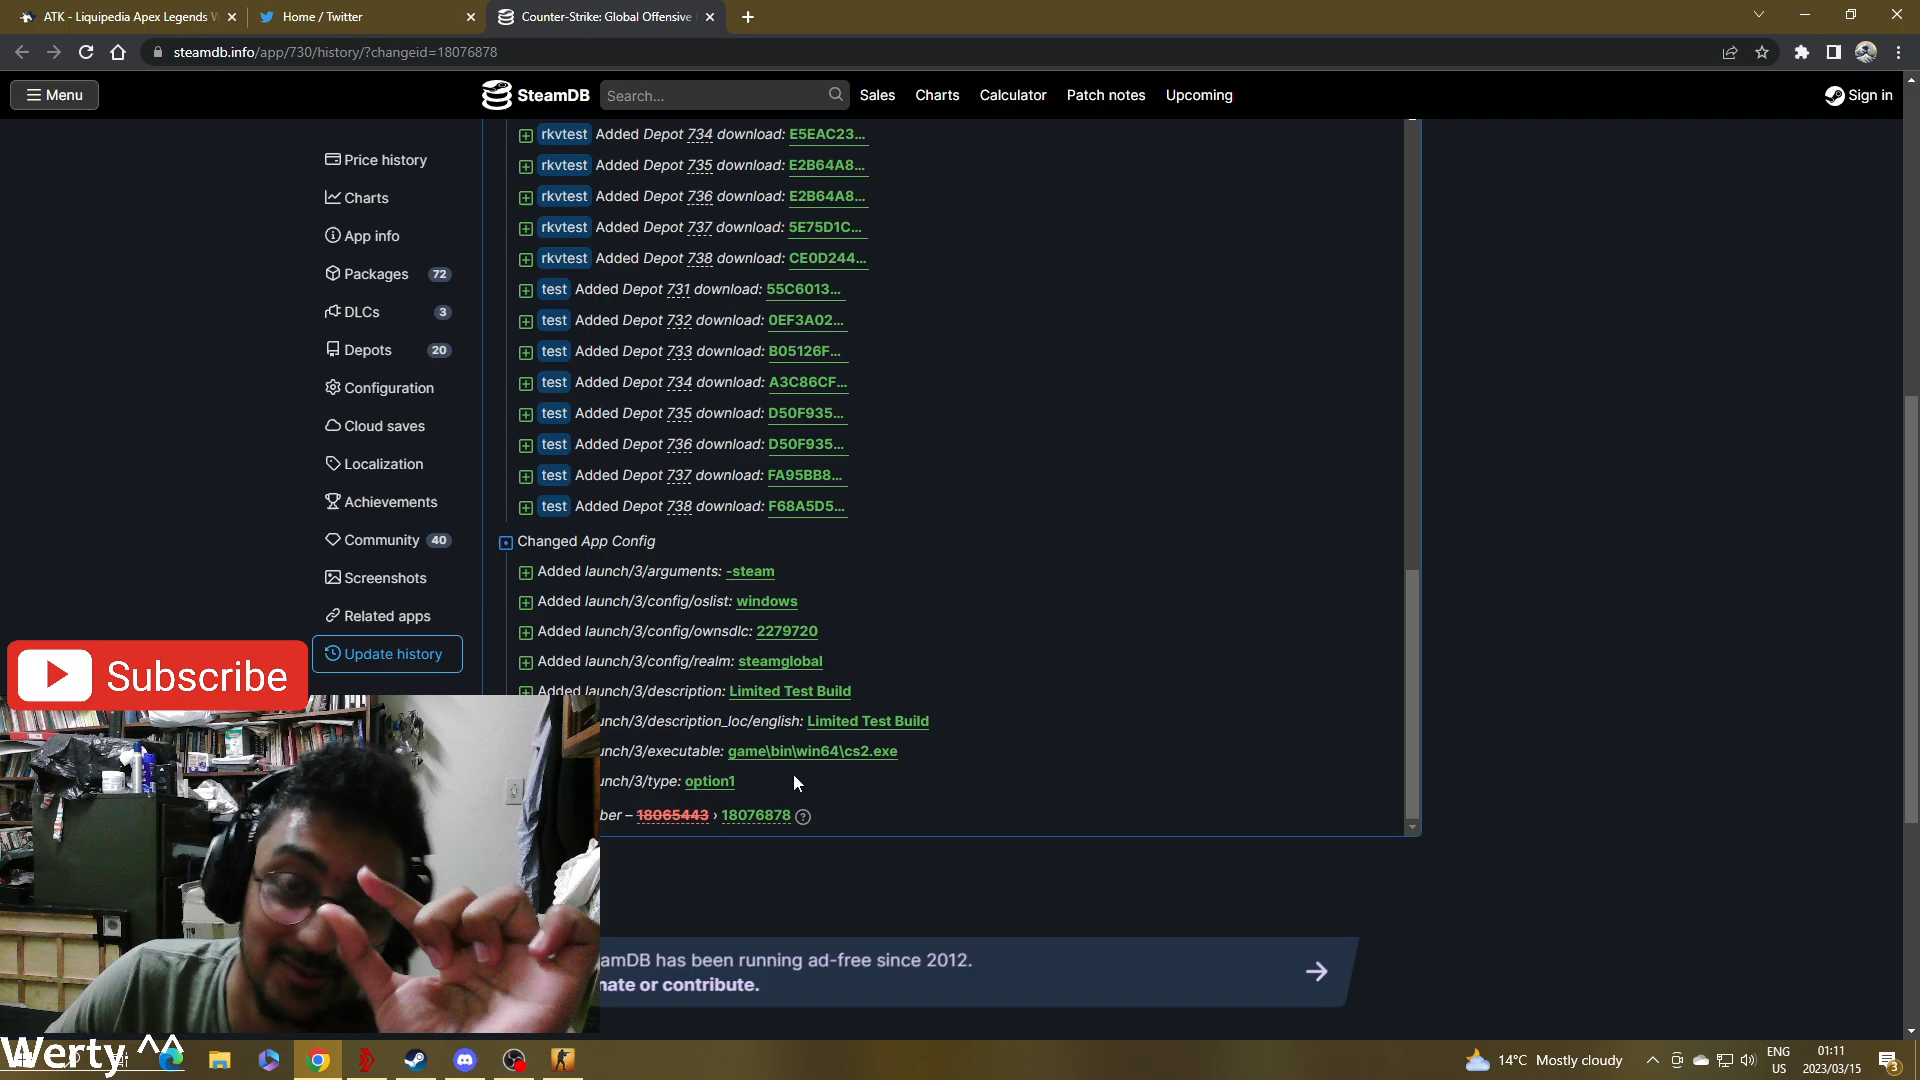 ATK - Liquipedia Apex Legends W
Home / Twitter
Counter-Strike: Global Offensive
steamdb.info/app/730/history/?changeid=18076878
Menu
SteamDB
Search...
Sales
Charts
Calculator
Patch notes
Upcoming
Sign in
Price history
Charts
App info
Packages 72
DLCs 3
Depots 20
Configuration
Cloud saves
Localization
Achievements
Community 40
Screenshots
Related apps
Update history
rkvtest Added Depot 734 download: E5EAC23...
rkvtest Added Depot 735 download: E2B64A8...
rkvtest Added Depot 736 download: E2B64A8...
rkvtest Added Depot 737 download: 5E75D1C...
rkvtest Added Depot 738 download: CE0D244...
test Added Depot 731 download: 55C6013...
test Added Depot 732 download: 0EF3A02...
test Added Depot 733 download: B05126F...
test Added Depot 734 download: A3C86CF...
test Added Depot 735 download: D50F935...
test Added Depot 736 download: D50F935...
test Added Depot 737 download: FA95BB8...
test Added Depot 738 download: F68A5D5...
Changed App Config
Added launch/3/arguments: -steam
Added launch/3/config/oslist: windows
Added launch/3/config/ownsdlc: 2279720
Added launch/3/config/realm: steamglobal
Added launch/3/description: Limited Test Build
unch/3/description_loc/english: Limited Test Build
unch/3/executable: game\bin\win64\cs2.exe
unch/3/type: option1
ber – 18065443 › 18076878
Subscribe
amDB has been running ad-free since 2012.
nate or contribute.
Werty ^^
14°C Mostly cloudy
ENG
US
01:11
2023/03/15
3